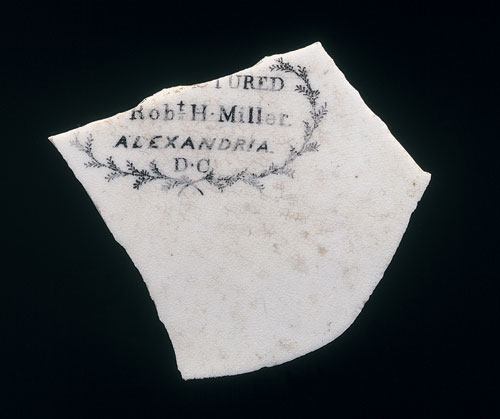 TURED
Robt. H. Miller.
ALEXANDRIA
D·C